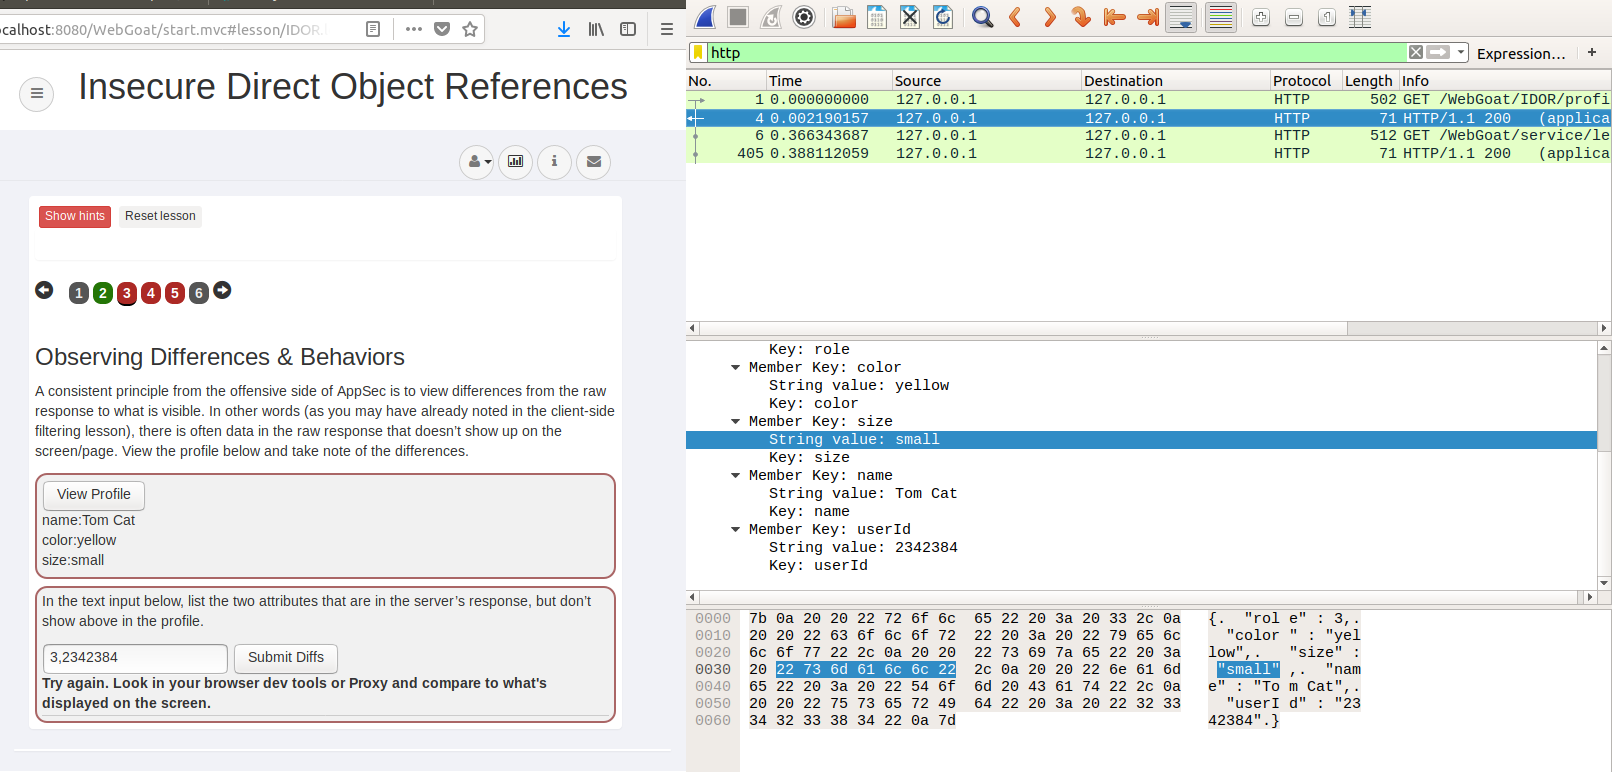 ocalhost:8080/WebGoat/start.mvc#lesson/IDOR.
Insecure Direct Object References
Show hints Reset lesson
1 2 3 4 5 6
Observing Differences & Behaviors
A consistent principle from the offensive side of AppSec is to view differences from the raw
response to what is visible. In other words (as you may have already noted in the client-side
filtering lesson), there is often data in the raw response that doesn't show up on the
screen/page. View the profile below and take note of the differences.
View Profile
name:Tom Cat
color:yellow
size:small
In the text input below, list the two attributes that are in the server's response, but don't
show above in the profile.
3,2342384 Submit Diffs
Try again. Look in your browser dev tools or Proxy and compare to what's
displayed on the screen.
http Expression… +
No. Time Source Destination Protocol Length Info
1 0.000000000 127.0.0.1 127.0.0.1 HTTP 502 GET /WebGoat/IDOR/profi
4 0.002190157 127.0.0.1 127.0.0.1 HTTP 71 HTTP/1.1 200 (applica
6 0.366343687 127.0.0.1 127.0.0.1 HTTP 512 GET /WebGoat/service/le
405 0.388112059 127.0.0.1 127.0.0.1 HTTP 71 HTTP/1.1 200 (applica
Key: role
Member Key: color
String value: yellow
Key: color
Member Key: size
String value: small
Key: size
Member Key: name
String value: Tom Cat
Key: name
Member Key: userId
String value: 2342384
Key: userId
0000 7b 0a 20 20 22 72 6f 6c 65 22 20 3a 20 33 2c 0a {. "rol e" : 3,.
0010 20 20 22 63 6f 6c 6f 72 22 20 3a 20 22 79 65 6c "color " : "yel
0020 6c 6f 77 22 2c 0a 20 20 22 73 69 7a 65 22 20 3a low",. "size" :
0030 20 22 73 6d 61 6c 6c 22 2c 0a 20 20 22 6e 61 6d "small" ,. "nam
0040 65 22 20 3a 20 22 54 6f 6d 20 43 61 74 22 2c 0a e" : "To m Cat",.
0050 20 20 22 75 73 65 72 49 64 22 20 3a 20 22 32 33 "userI d" : "23
0060 34 32 33 38 34 22 0a 7d 42384".}